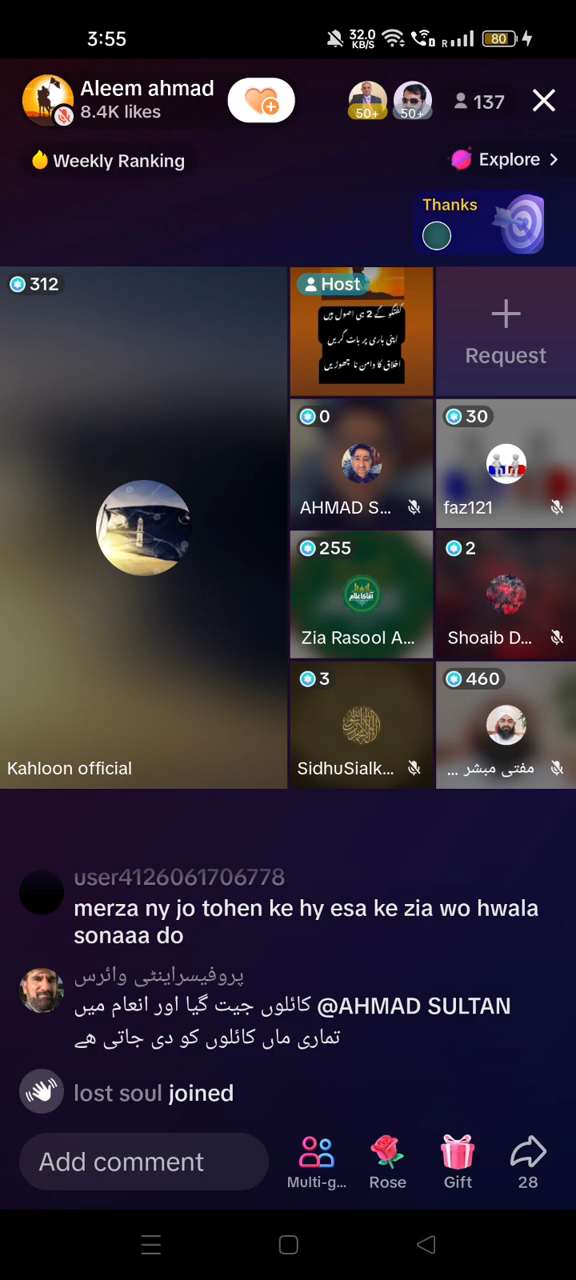 3:55
32.0
KB/S
R
80
Aleem ahmad
8.4K likes
50+
50+
137
Weekly Ranking
Explore >
Thanks
312
Host
گفتگو کے 2 ہی اصول ہیں
اپنی باری پر بات کریں
اخلاق کا دامن نا چھوڑیں
Request
0
AHMAD S...
30
faz121
255
Zia Rasool A...
2
Shoaib D...
3
SidhuSialk...
460
مفتی مبشر ...
Kahloon official
user4126061706778
merza ny jo tohen ke hy esa ke zia wo hwala
sonaaa do
پروفیسراینٹی وائرس
@AHMAD SULTAN کائلوں جیت گیا اور انعام میں
تماری ماں کائلوں کو دی جاتی ھے
lost soul joined
Add comment
Multi-g...
Rose
Gift
28